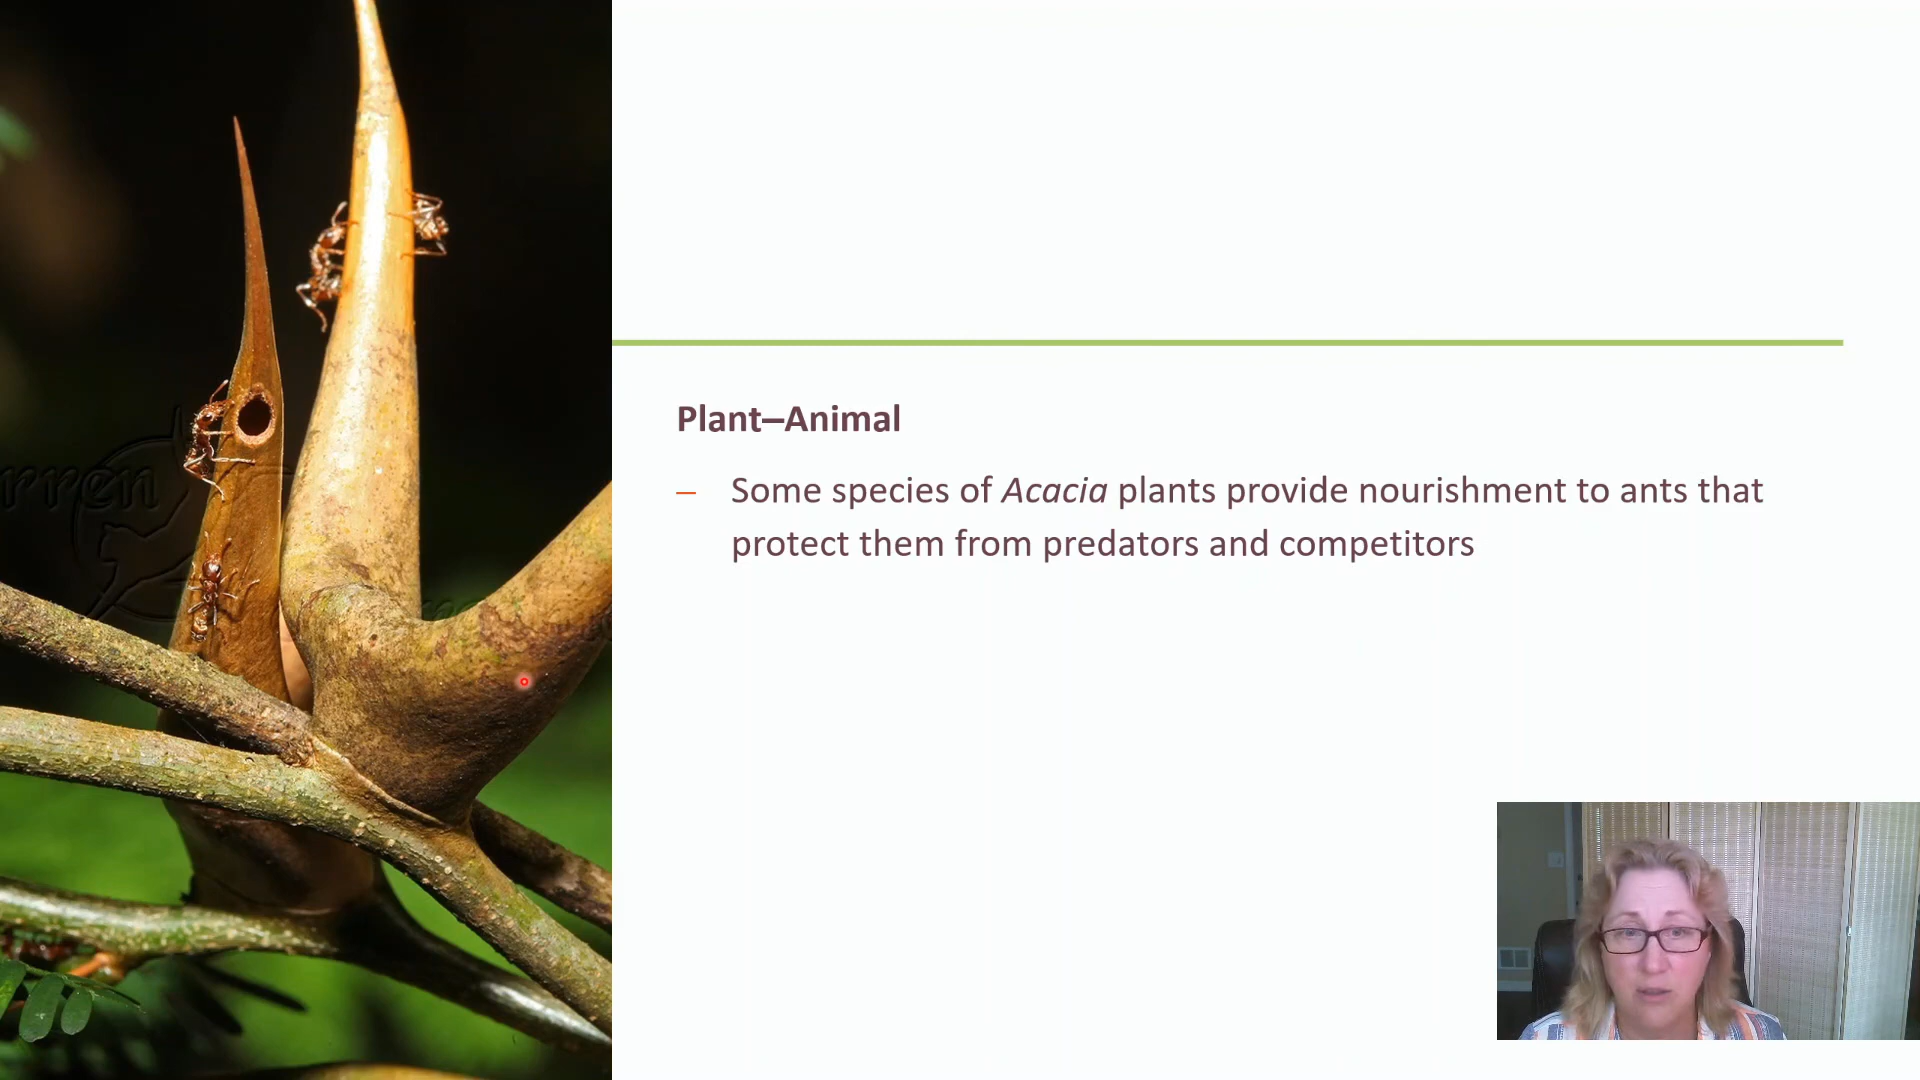 Plant—Animal
– Some species of Acacia plants provide nourishment to ants that
protect them from predators and competitors